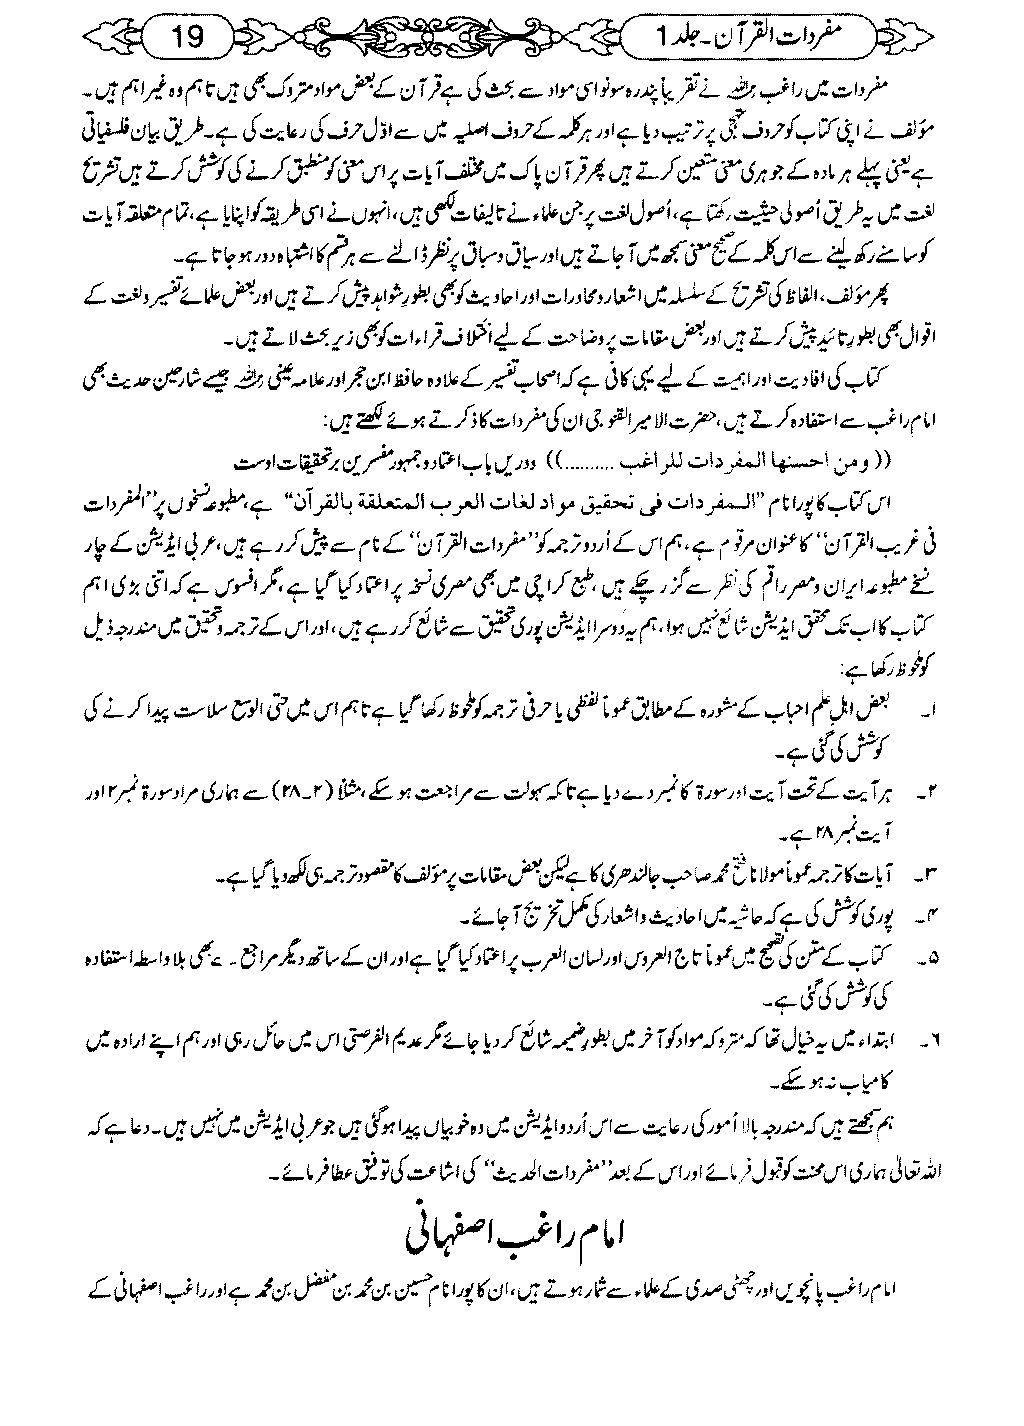 مفردات القرآن۔ جلد 1
19
مفردات میں راغب رحمہ اللہ نے تقریباً پندرہ سو نواسی مواد سے بحث کی ہے قرآن کے بعض مواد متروک بھی ہیں تاہم وہ غیر اہم ہیں۔
مؤلف نے اپنی کتاب کو حروف تہجی پر ترتیب دیا ہے اور ہر کلمہ کے حروف اصلیہ میں سے اوّل حرف کی رعایت کی ہے۔ طریق بیان فلسفیاتی
ہے یعنی پہلے ہر مادہ کے جوہری معنی متعین کرتے ہیں پھر قرآن پاک میں مختلف آیات پر اس معنی کو منطبق کرنے کی کوشش کرتے ہیں تشریح
لغت میں یہ طریق اُصولی حیثیت رکھتا ہے، اُصول لغت پر جن علماء نے تالیفات لکھی ہیں، انہوں نے اسی طریقہ کو اپنایا ہے، تمام متعلقہ آیات
کو سامنے رکھ لینے سے اس کلمہ کے صحیح معنی سمجھ میں آجاتے ہیں اور سیاق و سباق پر نظر ڈالنے سے ہر قسم کا اشتباہ دور ہو جاتا ہے۔
پھر مؤلف، الفاظ کی تشریح کے سلسلہ میں اشعار و محاورات اور احادیث کو بھی بطورِ شواہد پیش کرتے ہیں اور بعض علمائے تفسیر و لغت کے
اقوال بھی بطورِ تائید پیش کرتے ہیں اور بعض مقامات پر وضاحت کے لیے اختلاف قراءات کو بھی زیر بحث لاتے ہیں۔
کتاب کی افادیت اور اہمیت کے لیے یہی کافی ہے کہ اصحاب تفسیر کے علاوہ حافظ ابن حجر اور علامہ عینی رحمہ اللہ جیسے شارحین حدیث بھی
امام راغب سے استفادہ کرتے ہیں، حضرت الامیر القنوجی ان کی مفردات کا ذکر کرتے ہوئے لکھتے ہیں:
(( ومن احسنها المفردات للراغب ..........)) ودریں باب اعتماد جمہور مفسرین بر تحقیقات اوست
اس کتاب کا پورا نام ”المفردات فی تحقیق مواد لغات العرب المتعلقة بالقرآن“ ہے، مطبوعہ نسخوں پر ”المفردات
فی غریب القرآن“ کا عنوان مرقوم ہے، ہم اس کے اُردو ترجمہ کو ”مفردات القرآن“ کے نام سے پیش کر رہے ہیں، عربی ایڈیشن کے چار
نسخے مطبوعہ ایران و مصر راقم کی نظر سے گزر چکے ہیں، طبع کراچی میں بھی مصری نسخہ پر اعتماد کیا گیا ہے، مگر افسوس ہے کہ اتنی بڑی اہم
کتاب کا اب تک محقق ایڈیشن شائع نہیں ہوا، ہم یہ دوسرا ایڈیشن پوری تحقیق سے شائع کر رہے ہیں، اور اس کے ترجمہ و تحقیق میں مندرجہ ذیل
کو ملحوظ رکھا ہے:
۱۔ بعض اہلِ علم احباب کے مشورہ کے مطابق عموماً لفظی یا حرفی ترجمہ کو ملحوظ رکھا گیا ہے تاہم اس میں حتی الوسع سلاست پیدا کرنے کی
کوشش کی گئی ہے۔
۲۔ ہر آیت کے تحت آیت اور سورۃ کا نمبر دے دیا ہے تاکہ سہولت سے مراجعت ہو سکے، مثلاً (۲۔۲۸) سے ہماری مراد سورۃ نمبر ۲ اور
آیت نمبر ۲۸ ہے۔
۳۔ آیات کا ترجمہ عموماً مولانا فتح محمد صاحب جالندھری کا ہے لیکن بعض مقامات پر مؤلف کا مقصود ترجمہ ہی لکھ دیا گیا ہے۔
۴۔ پوری کوشش کی ہے کہ حاشیہ میں احادیث و اشعار کی مکمل تخریج آجائے۔
۵۔ کتاب کے متن کی تصحیح میں عموماً تاج العروس اور لسان العرب پر اعتماد کیا گیا ہے اور ان کے ساتھ دیگر مراجع۔ے بھی بلا واسطہ استفادہ
کی کوشش کی گئی ہے۔
۶۔ ابتداء میں یہ خیال تھا کہ متروکہ مواد کو آخر میں بطورِ ضمیمہ شائع کر دیا جائے مگر عدیم الفرصتی اس میں حائل رہی اور ہم اپنے ارادہ میں
کامیاب نہ ہو سکے۔
ہم سمجھتے ہیں کہ مندرجہ بالا اُمور کی رعایت سے اس اُردو ایڈیشن میں وہ خوبیاں پیدا ہو گئی ہیں جو عربی ایڈیشن میں نہیں ہیں۔ دعا ہے کہ
اللہ تعالیٰ ہماری اس محنت کو قبول فرمائے اور اس کے بعد ”مفردات الحدیث“ کی اشاعت کی توفیق عطا فرمائے۔
امام راغب اصفہانی
امام راغب پانچویں اور چھٹی صدی کے علماء سے شمار ہوتے ہیں، ان کا پورا نام حسین بن محمد بن مفضل بن محمد ہے اور راغب اصفہانی کے